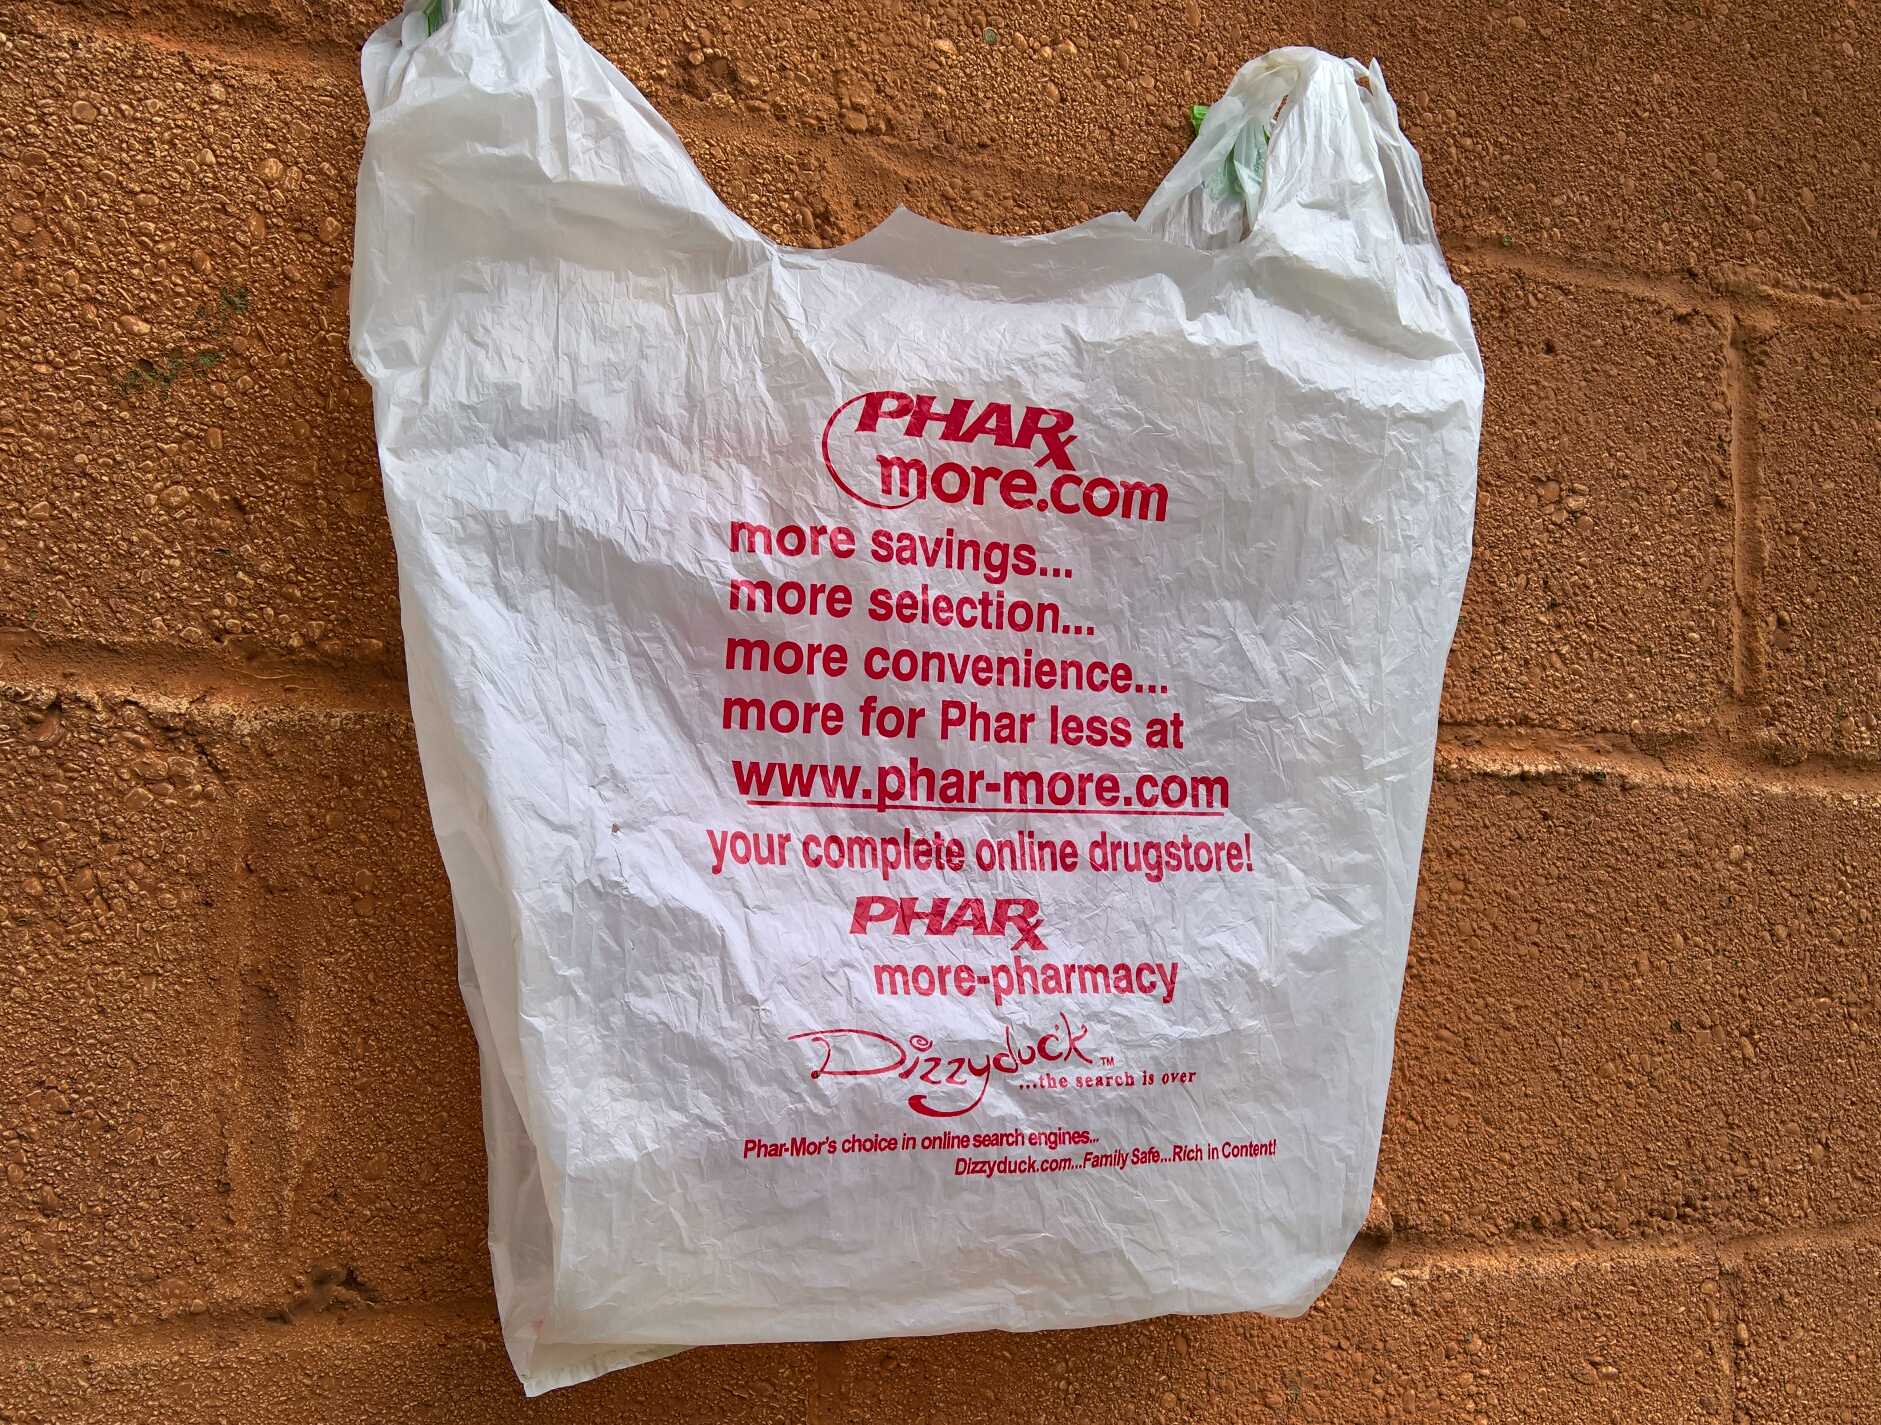 PHARx
more.com
more savings...
more selection...
more convenience...
more for Phar less at
www.phar-more.com
your complete online drugstore!
PHARx
more-pharmacy
Dizzyduck™
...the search is over
Phar-Mor's choice in online search engines...
Dizzyduck.com...Family Safe...Rich in Content!